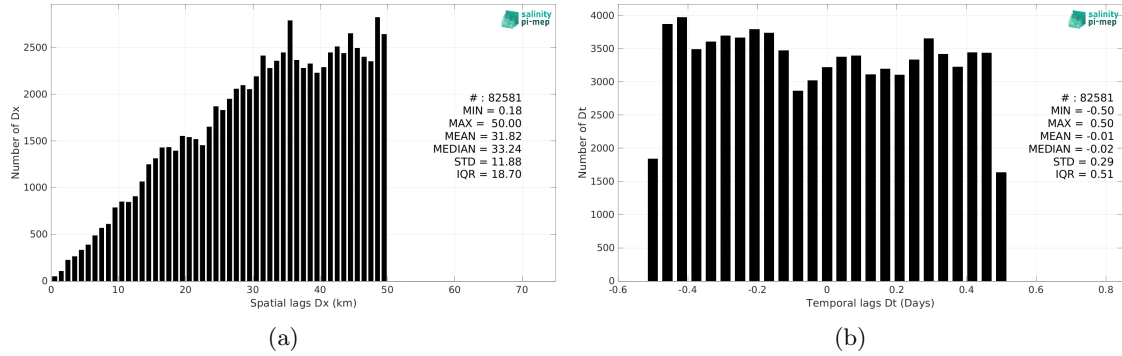 salinity
pi-mep
2500
2000
1500
1000
500
0
Number of Dx
# : 82581
MIN = 0.18
MAX = 50.00
MEAN = 31.82
MEDIAN = 33.24
STD = 11.88
IQR = 18.70
0 10 20 30 40 50 60 70
Spatial lags Dx (km)
(a)
salinity
pi-mep
4000
3500
3000
2500
2000
1500
1000
500
0
Number of Dt
# : 82581
MIN = -0.50
MAX = 0.50
MEAN = -0.01
MEDIAN = -0.02
STD = 0.29
IQR = 0.51
-0.6 -0.4 -0.2 0 0.2 0.4 0.6 0.8
Temporal lags Dt (Days)
(b)